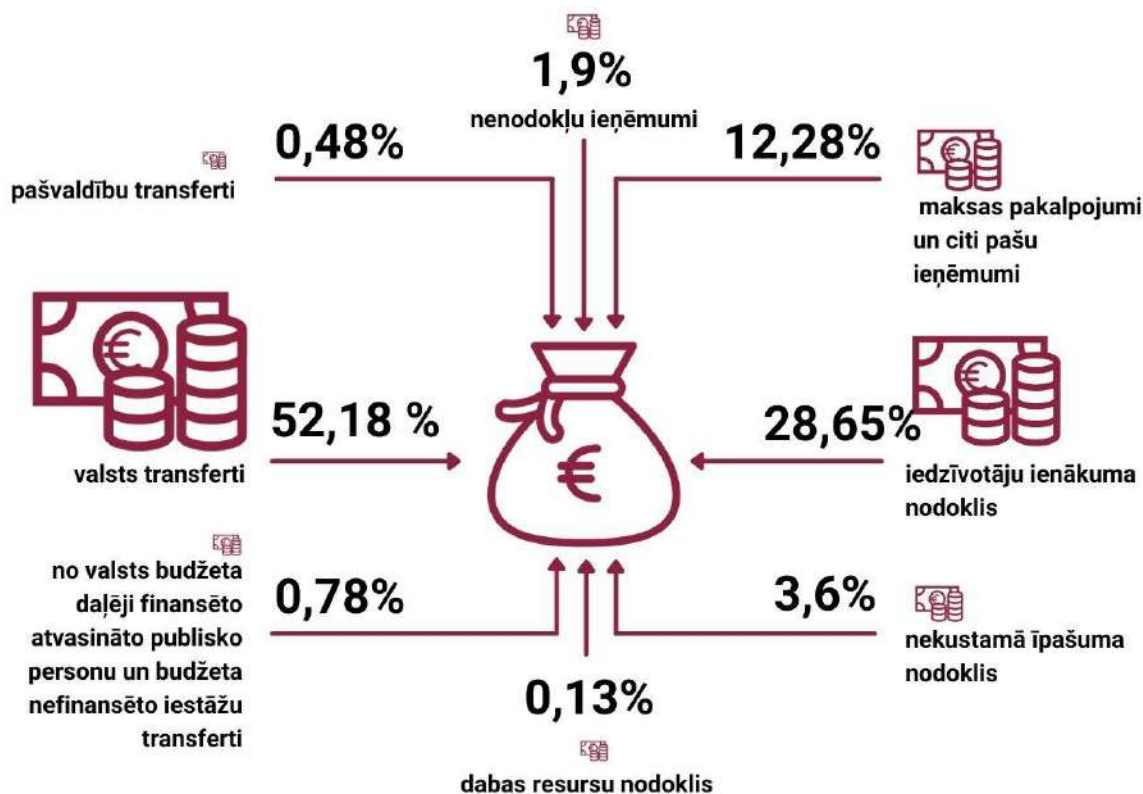 1,9%
nenodokļu ieņēmumi
0,48%
pašvaldību transferti
12,28%
maksas pakalpojumi
un citi pašu
ieņēmumi
52,18 %
valsts transferti
28,65%
iedzīvotāju ienākuma
nodoklis
0,78%
no valsts budžeta
daļēji finansēto
atvasināto publisko
personu un budžeta
nefinansēto iestāžu
transferti
3,6%
nekustamā īpašuma
nodoklis
0,13%
dabas resursu nodoklis